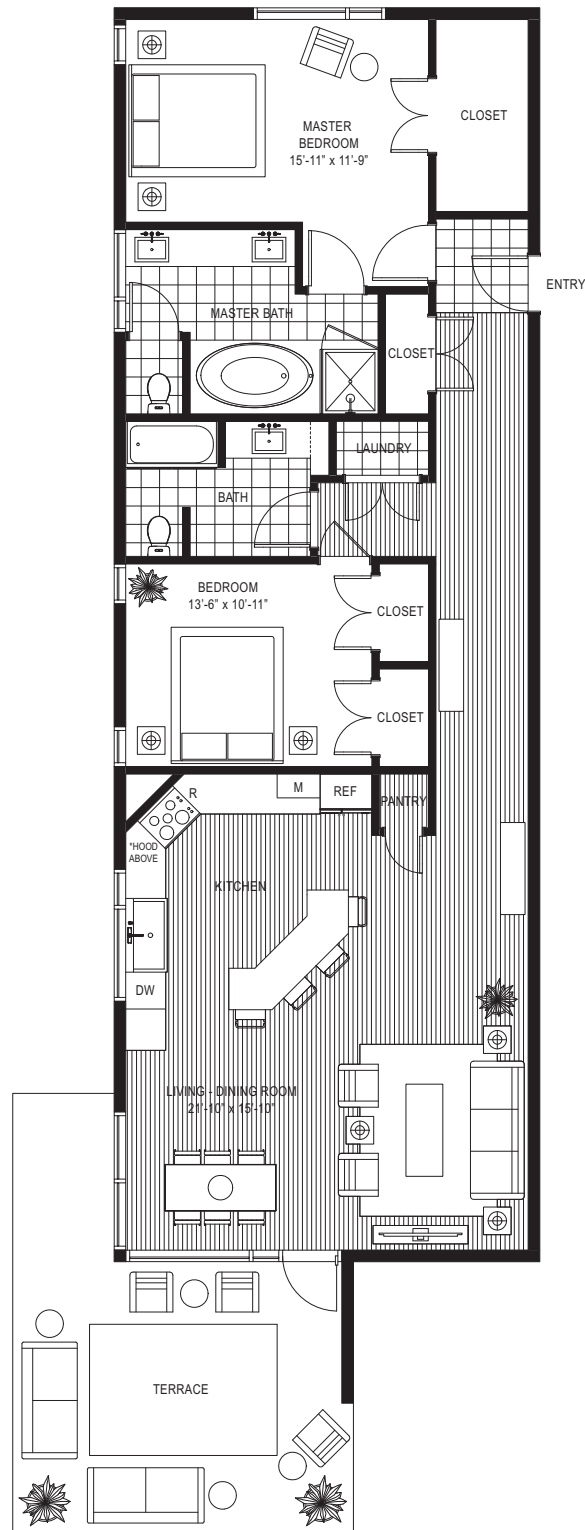 CLOSET
MASTER
BEDROOM
15'-11" x 11'-9"
ENTRY
MASTER BATH
CLOSET
LAUNDRY
BATH
BEDROOM
13'-6" x 10'-11"
CLOSET
CLOSET
R
M
REF
PANTRY
*HOOD
ABOVE
KITCHEN
DW
LIVING - DINING ROOM
21'-10" x 15'-10"
TERRACE